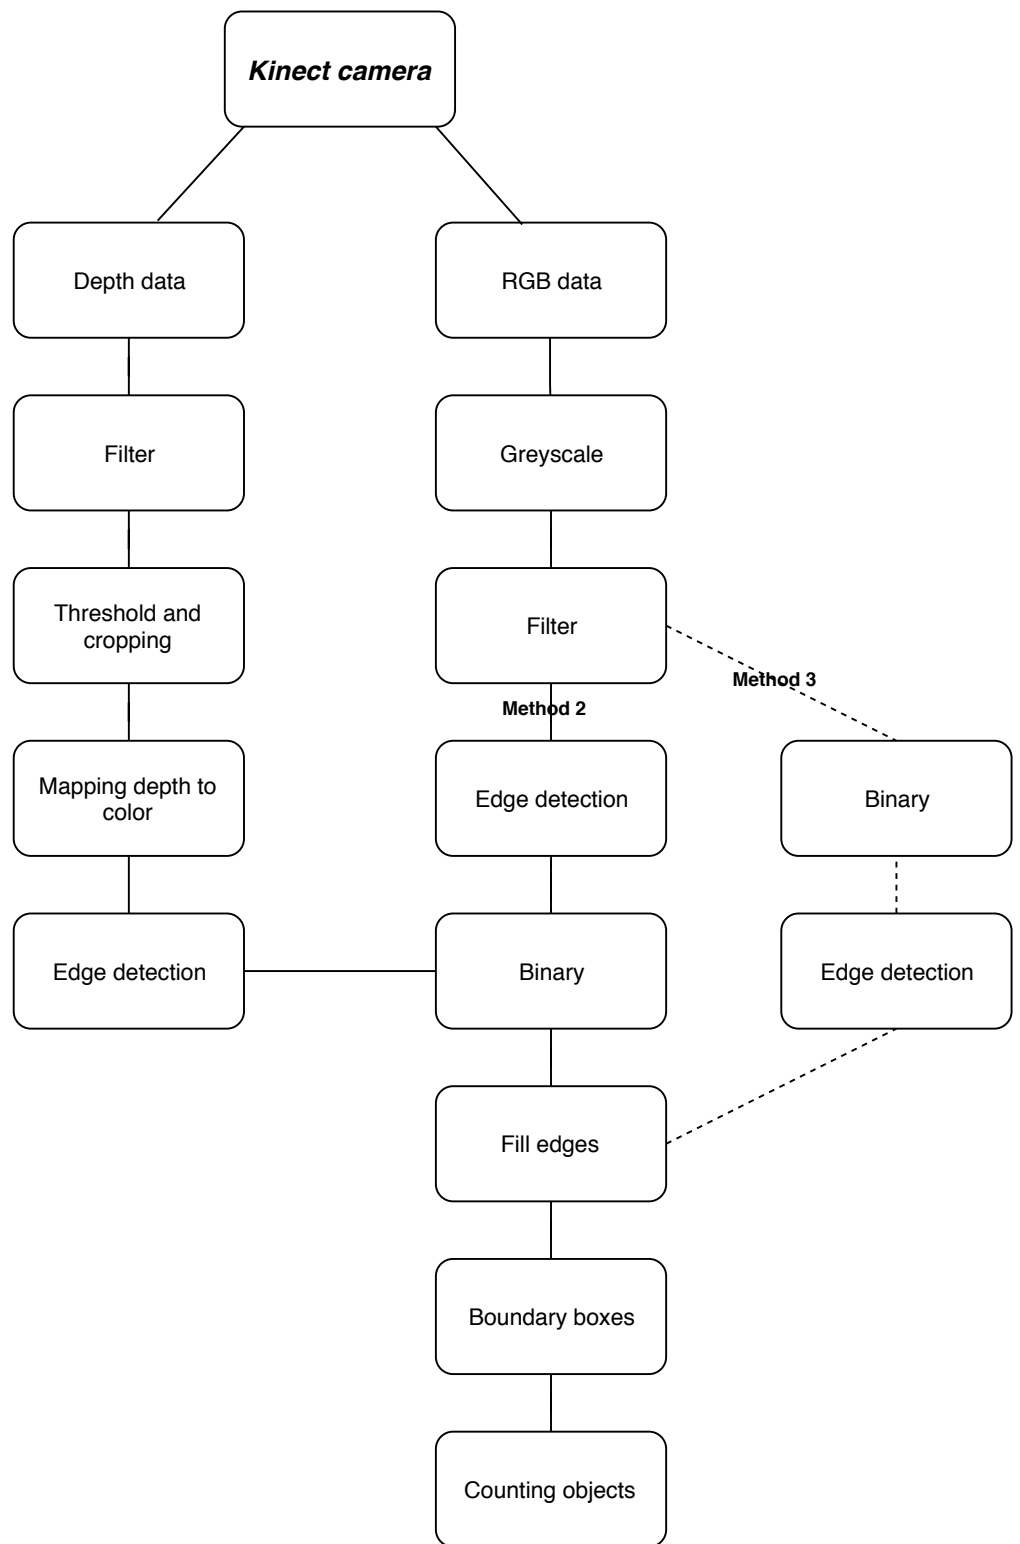 Kinect camera
Depth data
RGB data
Filter
Greyscale
Threshold and
cropping
Filter
Method 3
Method 2
Mapping depth to
color
Edge detection
Binary
Edge detection
Binary
Edge detection
Fill edges
Boundary boxes
Counting objects